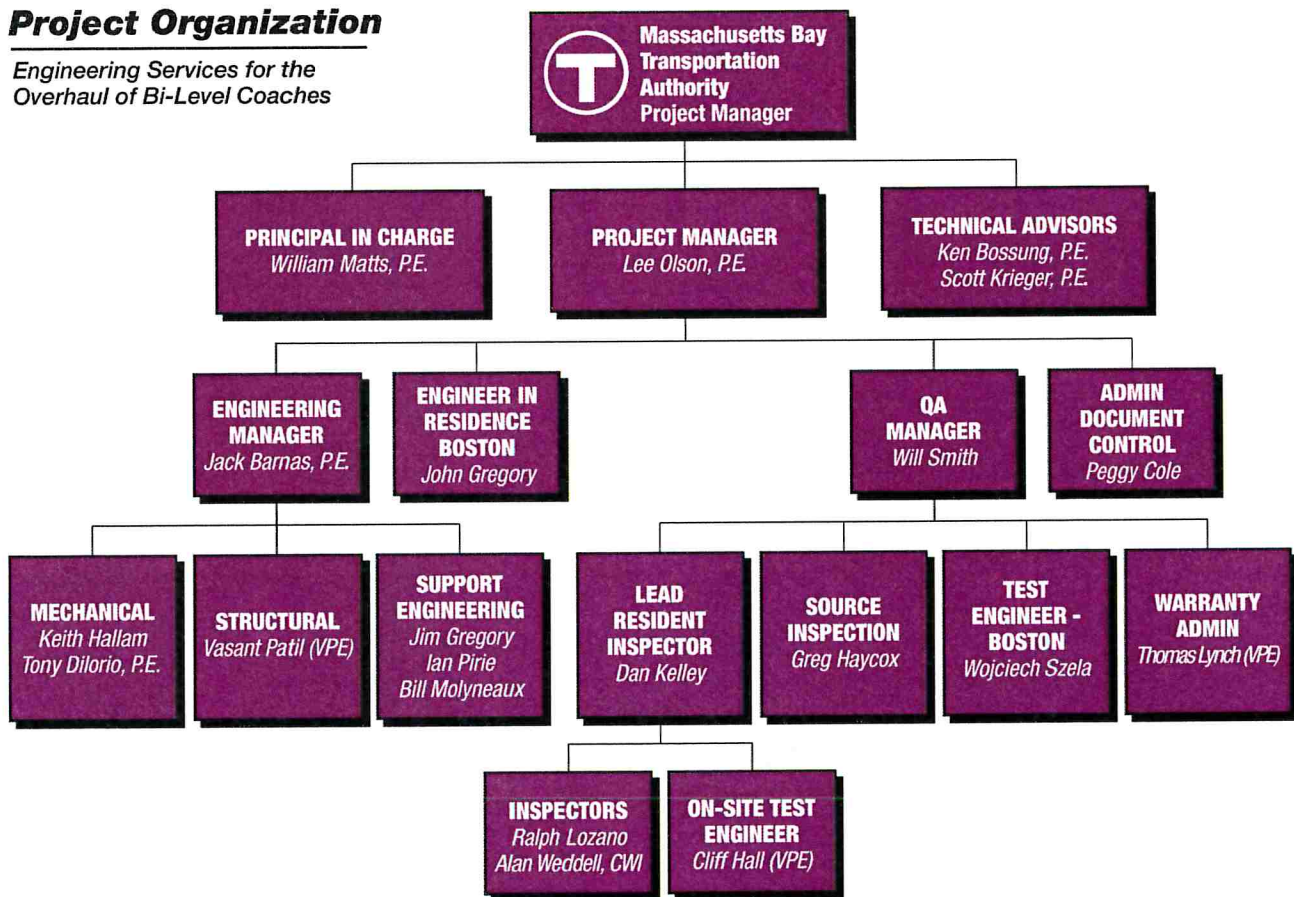 Project Organization
Engineering Services for the
Overhaul of Bi-Level Coaches
T
Massachusetts Bay
Transportation
Authority
Project Manager
PRINCIPAL IN CHARGE
William Matts, P.E.
PROJECT MANAGER
Lee Olson, P.E.
TECHNICAL ADVISORS
Ken Bossung, P.E.
Scott Krieger, P.E.
ENGINEERING
MANAGER
Jack Barnas, P.E.
ENGINEER IN
RESIDENCE
BOSTON
John Gregory
QA
MANAGER
Will Smith
ADMIN
DOCUMENT
CONTROL
Peggy Cole
MECHANICAL
Keith Hallam
Tony DiIorio, P.E.
STRUCTURAL
Vasant Patil (VPE)
SUPPORT
ENGINEERING
Jim Gregory
Ian Pirie
Bill Molyneaux
LEAD
RESIDENT
INSPECTOR
Dan Kelley
SOURCE
INSPECTION
Greg Haycox
TEST
ENGINEER -
BOSTON
Wojciech Szela
WARRANTY
ADMIN
Thomas Lynch (VPE)
INSPECTORS
Ralph Lozano
Alan Weddell, CWI
ON-SITE TEST
ENGINEER
Cliff Hall (VPE)